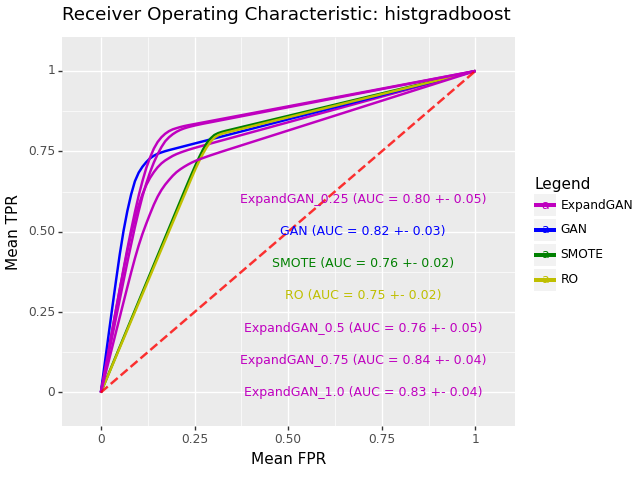 Receiver Operating Characteristic: histgradboost
1
0.75
0.50
0.25
0
Mean TPR
ExpandGAN_0.25 (AUC = 0.80 +- 0.05)
GAN (AUC = 0.82 +- 0.03)
SMOTE (AUC = 0.76 +- 0.02)
RO (AUC = 0.75 +- 0.02)
ExpandGAN_0.5 (AUC = 0.76 +- 0.05)
ExpandGAN_0.75 (AUC = 0.84 +- 0.04)
ExpandGAN_1.0 (AUC = 0.83 +- 0.04)
0 0.25 0.50 0.75 1
Mean FPR
Legend
a ExpandGAN
a GAN
a SMOTE
a RO